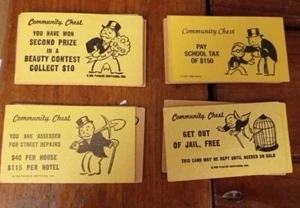 Community Chest
YOU HAVE WON
SECOND PRIZE
IN A
BEAUTY CONTEST
COLLECT $10
Community Chest
PAY
SCHOOL TAX
OF $150
Community Chest
YOU ARE ASSESSED
FOR STREET REPAIRS
$40 PER HOUSE
$115 PER HOTEL
Community Chest
GET OUT
OF JAIL, FREE
THIS CARD MAY BE KEPT UNTIL NEEDED OR SOLD